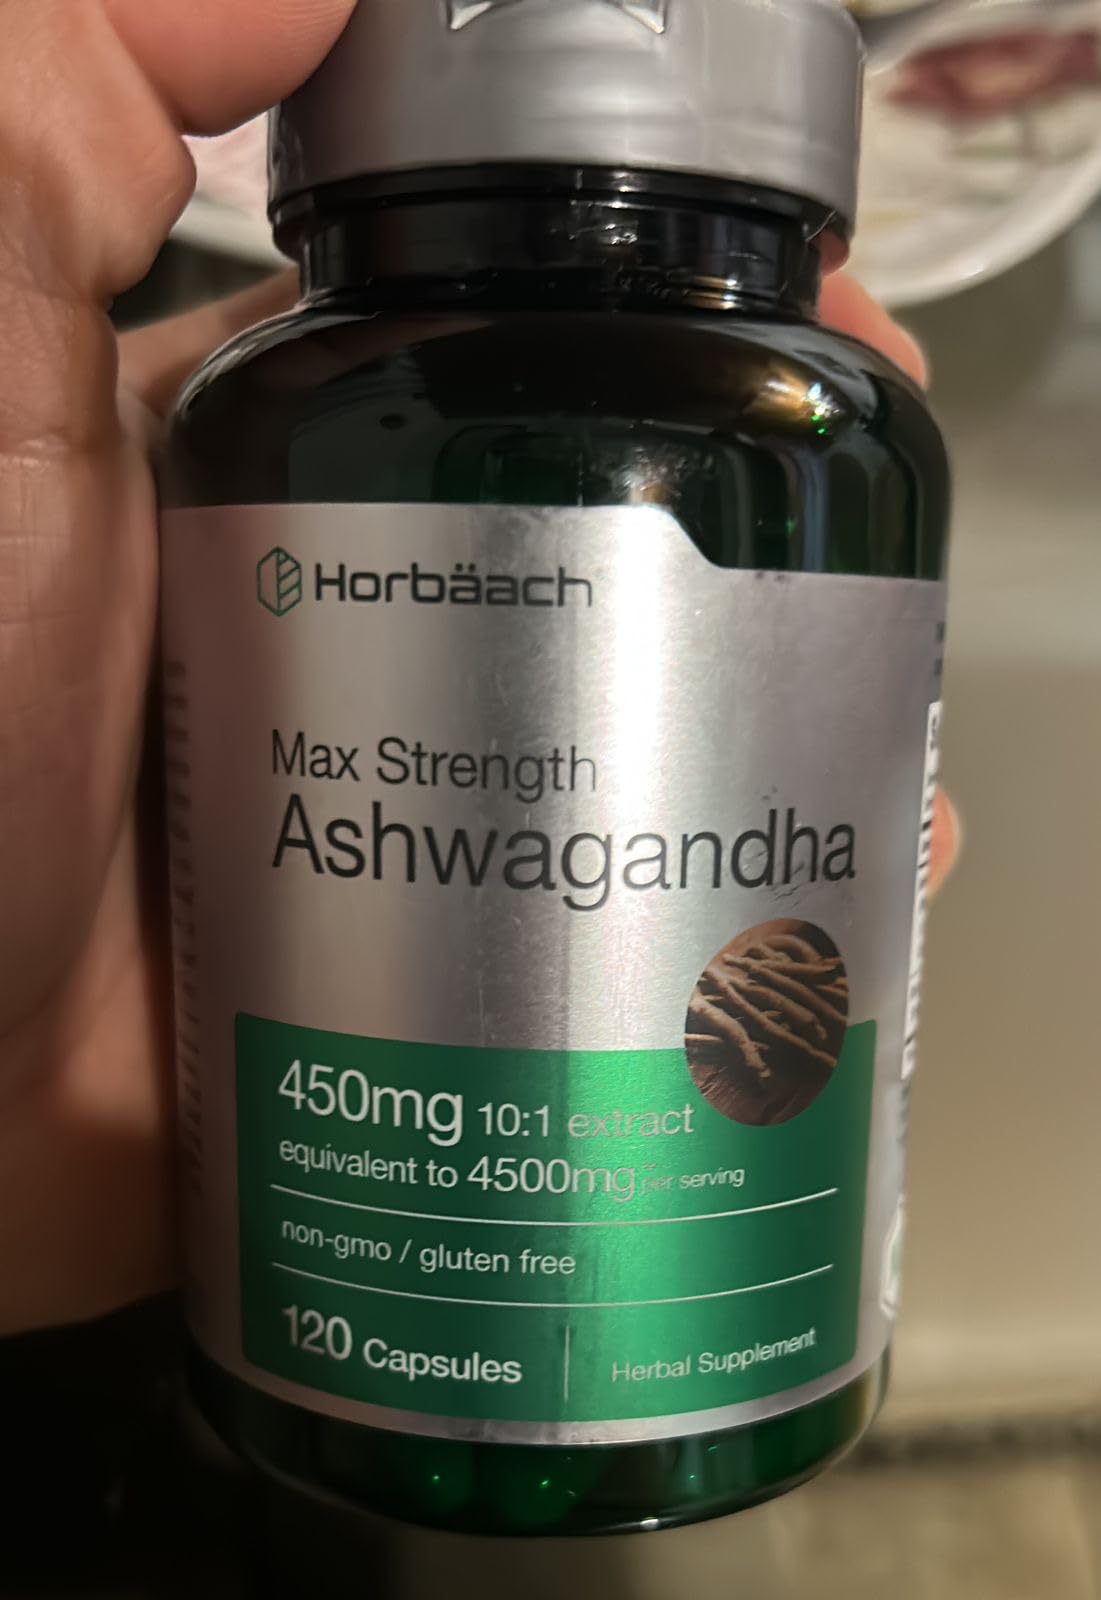 Horbäach
Max Strength
Ashwagandha
450mg 10:1 extract
equivalent to 4500mg per serving
non-gmo / gluten free
120 Capsules
Herbal Supplement